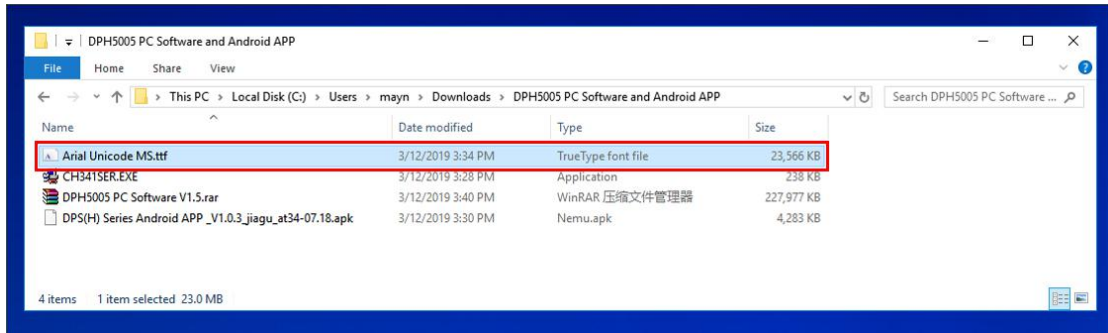 DPH5005 PC Software and Android APP
File Home Share View
This PC > Local Disk (C:) > Users > mayn > Downloads > DPH5005 PC Software and Android APP
Search DPH5005 PC Software ...
Name Date modified Type Size
Arial Unicode MS.ttf 3/12/2019 3:34 PM TrueType font file 23,566 KB
CH341SER.EXE 3/12/2019 3:28 PM Application 238 KB
DPH5005 PC Software V1.5.rar 3/12/2019 3:40 PM WinRAR 压缩文件管理器 227,977 KB
DPS(H) Series Android APP _V1.0.3_jiagu_at34-07.18.apk 3/12/2019 3:30 PM Nemu.apk 4,283 KB
4 items 1 item selected 23.0 MB